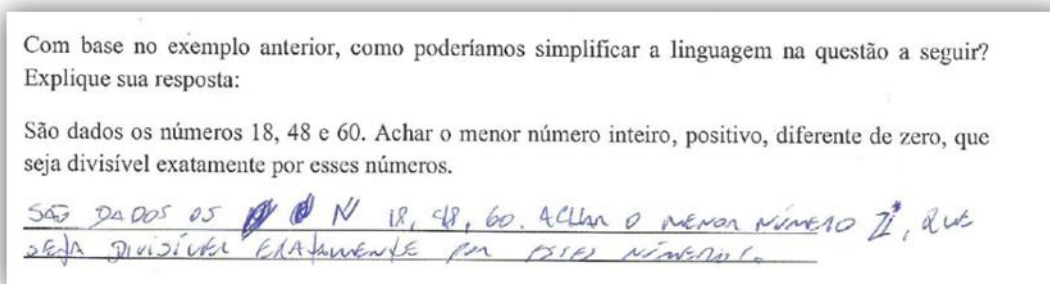 Com base no exemplo anterior, como poderíamos simplificar a linguagem na questão a seguir?
Explique sua resposta:
São dados os números 18, 48 e 60. Achar o menor número inteiro, positivo, diferente de zero, que
seja divisível exatamente por esses números.
SÃO DADOS OS N 18, 48, 60. ACHAR O MENOR NÚMERO Z*, QUE
SEJA DIVISÍVEL EXATAMENTE POR ESSES NÚMEROS.